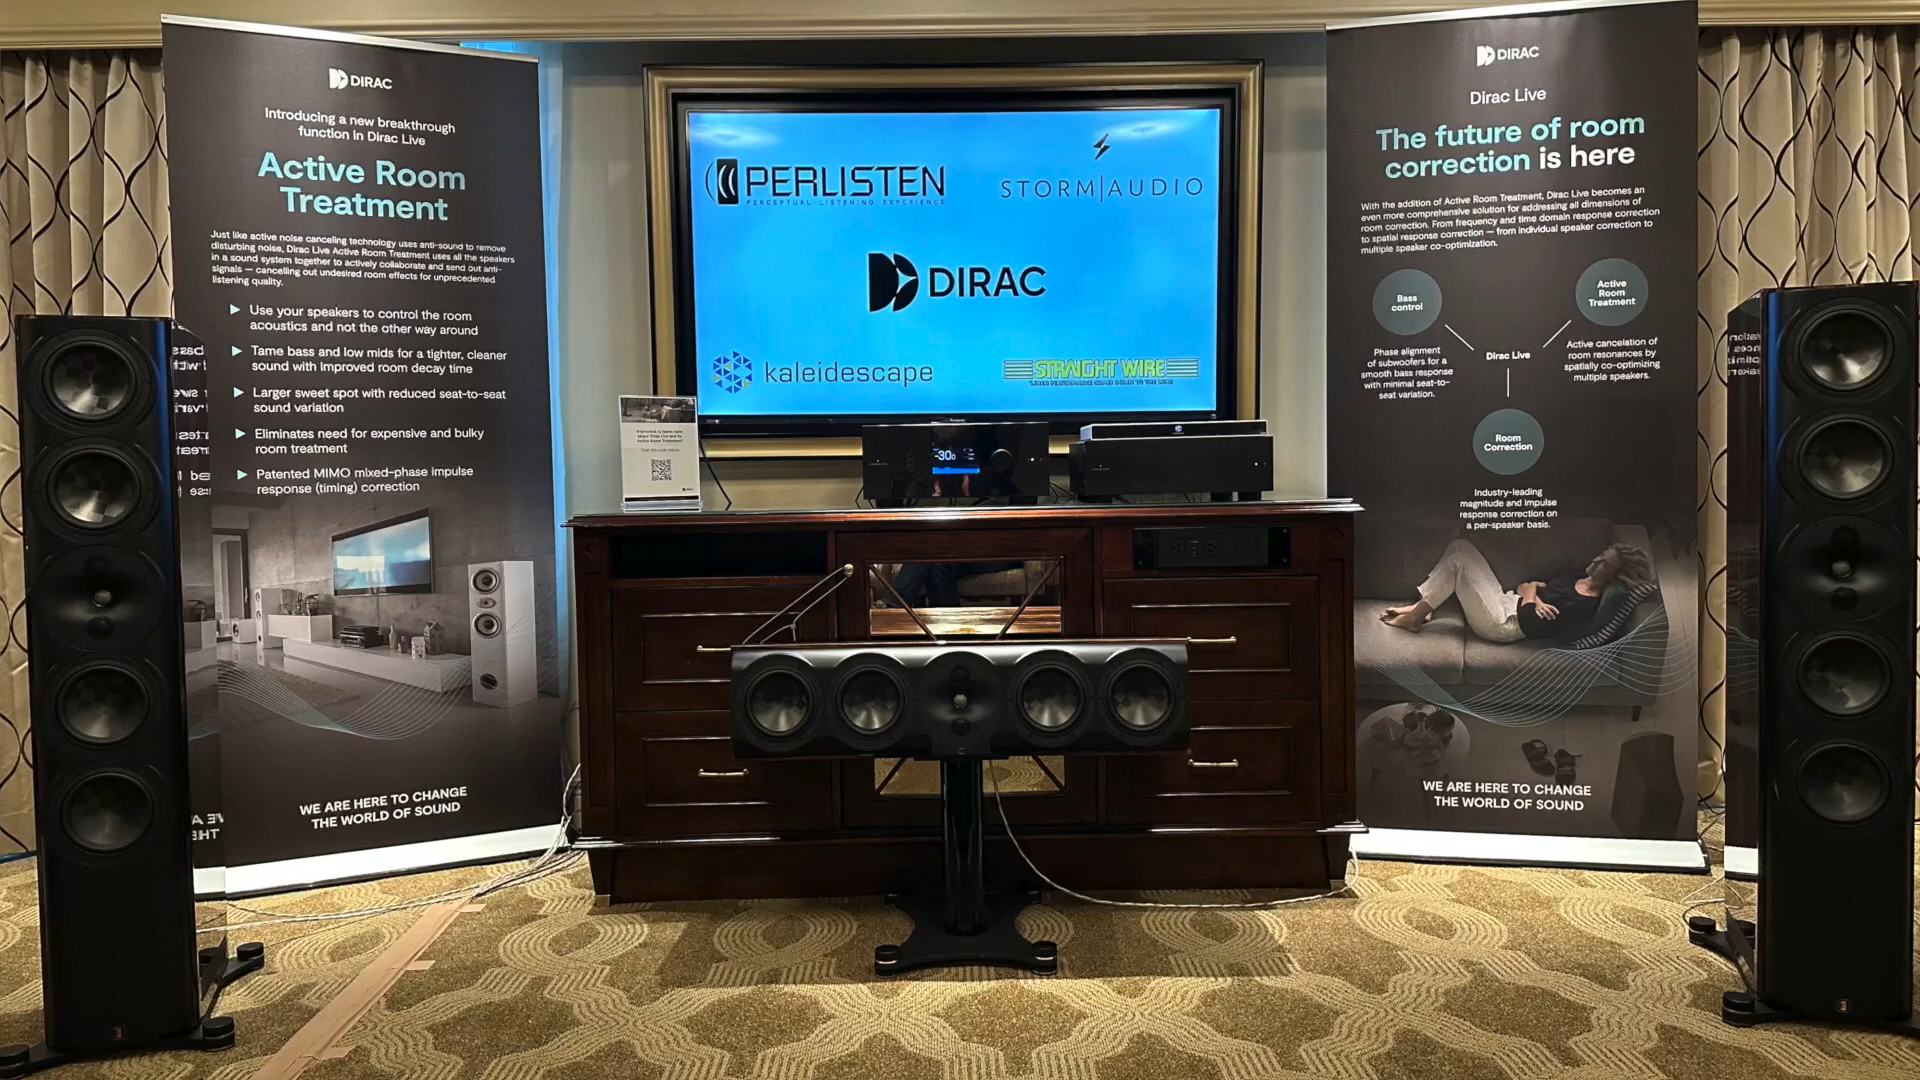 DIRAC
Introducing a new breakthrough
function in Dirac Live
Active Room
Treatment
Just like active noise canceling technology uses anti-sound to remove
disturbing noise, Dirac Live Active Room Treatment uses all the speakers
in a sound system together to actively collaborate and send out anti-
signals — cancelling out undesired room effects for unprecedented
listening quality.
Use your speakers to control the room
acoustics and not the other way around
Tame bass and low mids for a tighter, cleaner
sound with improved room decay time
Larger sweet spot with reduced seat-to-seat
sound variation
Eliminates need for expensive and bulky
room treatment
Patented MIMO mixed-phase impulse
response (timing) correction
WE ARE HERE TO CHANGE
THE WORLD OF SOUND
PERLISTEN
PERCEPTUAL LISTENING EXPERIENCE
STORM|AUDIO
DIRAC
kaleidescape
STRAIGHT WIRE
Panasonic
-30.0
DIRAC
Dirac Live
The future of room
correction is here
With the addition of Active Room Treatment, Dirac Live becomes an
even more comprehensive solution for addressing all dimensions of
room correction. From frequency and time domain response correction
to spatial response correction — from individual speaker correction to
multiple speaker co-optimization.
Bass
control
Active
Room
Treatment
Phase alignment
of subwoofers for a
smooth bass response
with minimal seat-to-
seat variation.
Dirac Live
Active cancelation of
room resonances by
spatially co-optimizing
multiple speakers.
Room
Correction
Industry-leading
magnitude and impulse
response correction on
a per-speaker basis.
WE ARE HERE TO CHANGE
THE WORLD OF SOUND